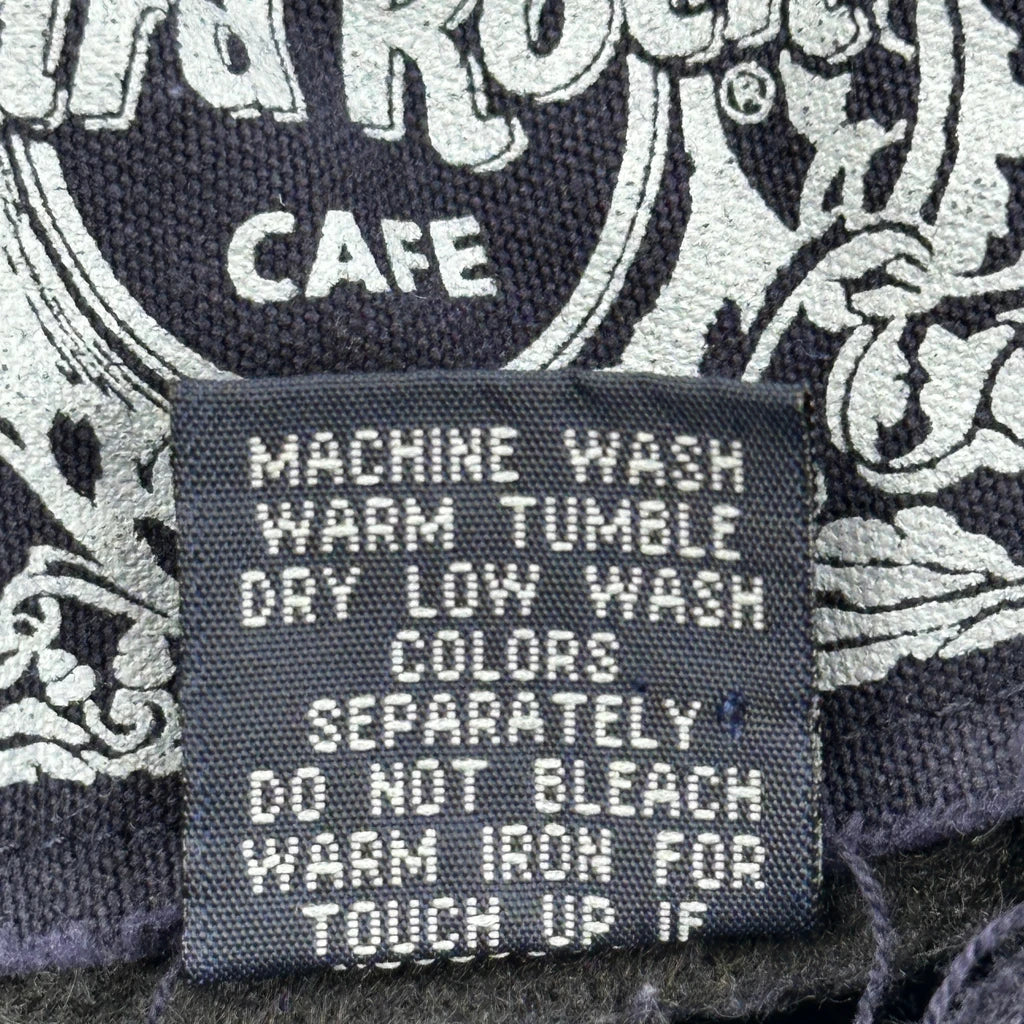 Rock
®
CAFE
MACHINE WASH
WARM TUMBLE
DRY LOW WASH
COLORS
SEPARATELY
DO NOT BLEACH
WARM IRON FOR
TOUCH UP IF